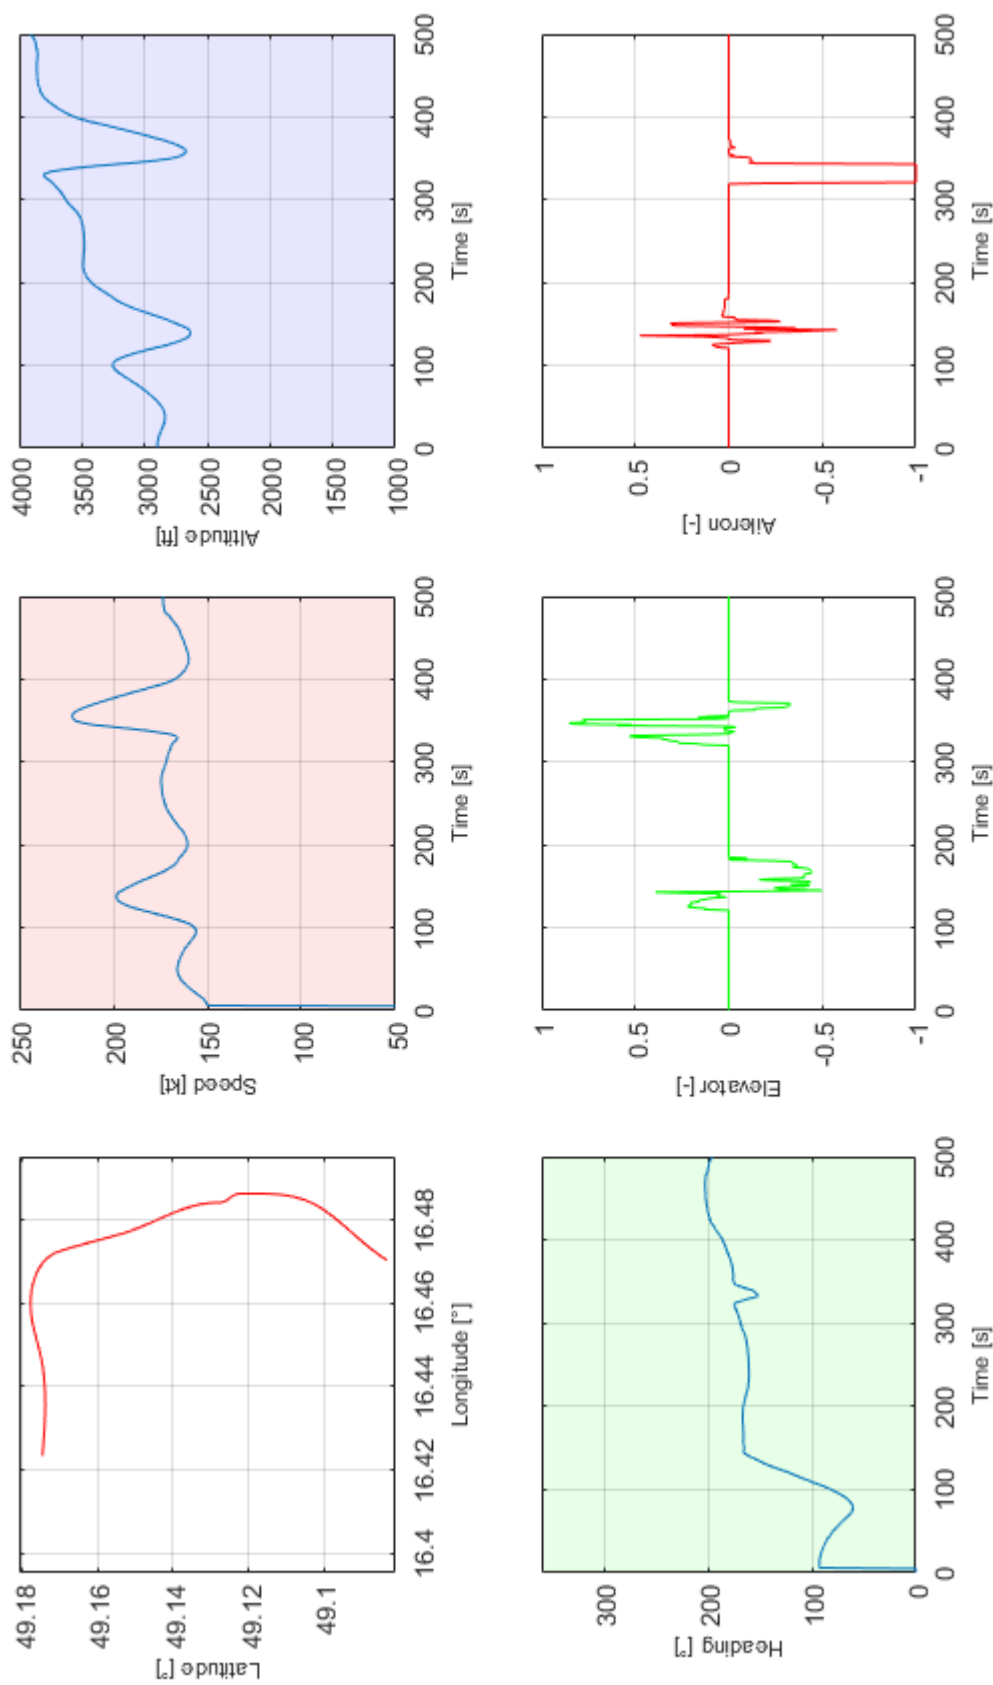 49.18
49.16
49.14
49.12
49.1
Latitude [°]
16.4 16.42 16.44 16.46 16.48
Longitude [°]
250
200
150
100
50
Speed [kt]
0 100 200 300 400 500
Time [s]
4000
3500
3000
2500
2000
1500
1000
Altitude [ft]
0 100 200 300 400 500
Time [s]
300
200
100
0
Heading [°]
0 100 200 300 400 500
Time [s]
1
0.5
0
-0.5
-1
Elevator [-]
0 100 200 300 400 500
Time [s]
1
0.5
0
-0.5
-1
Aileron [-]
0 100 200 300 400 500
Time [s]